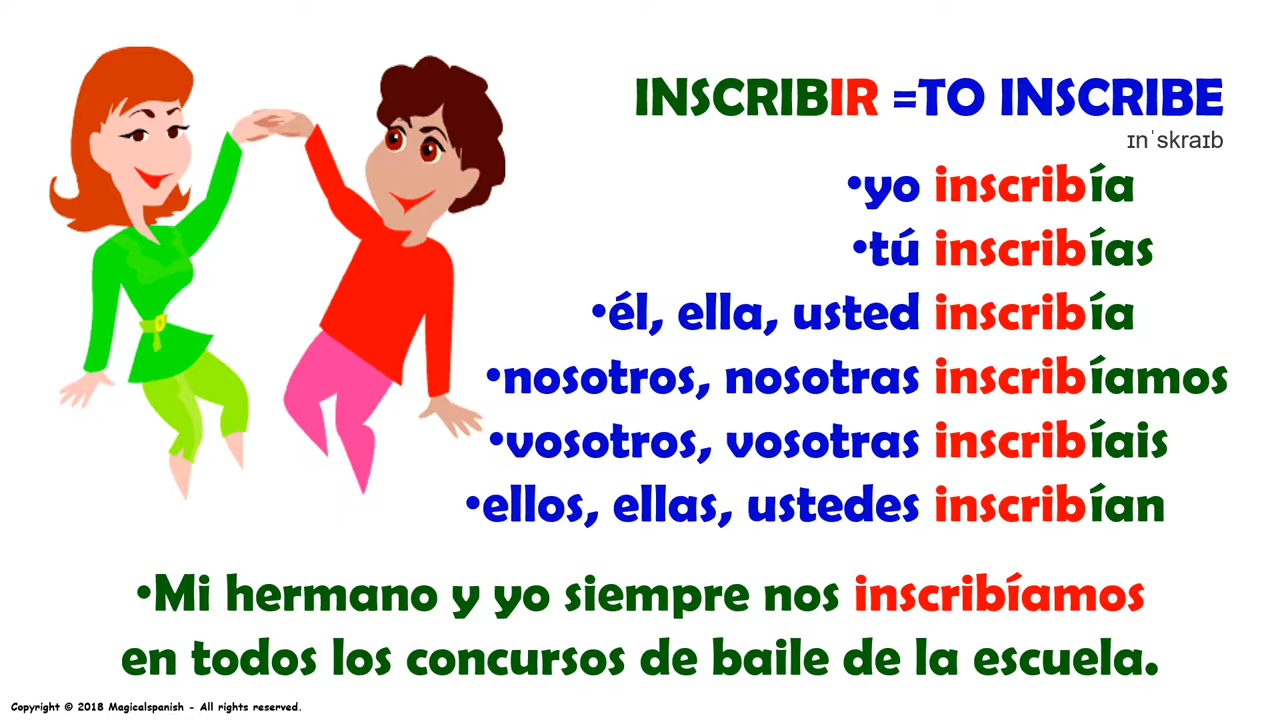 INSCRIBIR =TO INSCRIBE
ɪnˈskraɪb
•yo inscribía
•tú inscribías
•él, ella, usted inscribía
•nosotros, nosotras inscribíamos
•vosotros, vosotras inscribíais
•ellos, ellas, ustedes inscribían
•Mi hermano y yo siempre nos inscribíamos
en todos los concursos de baile de la escuela.
Copyright © 2018 Magicalspanish - All rights reserved.